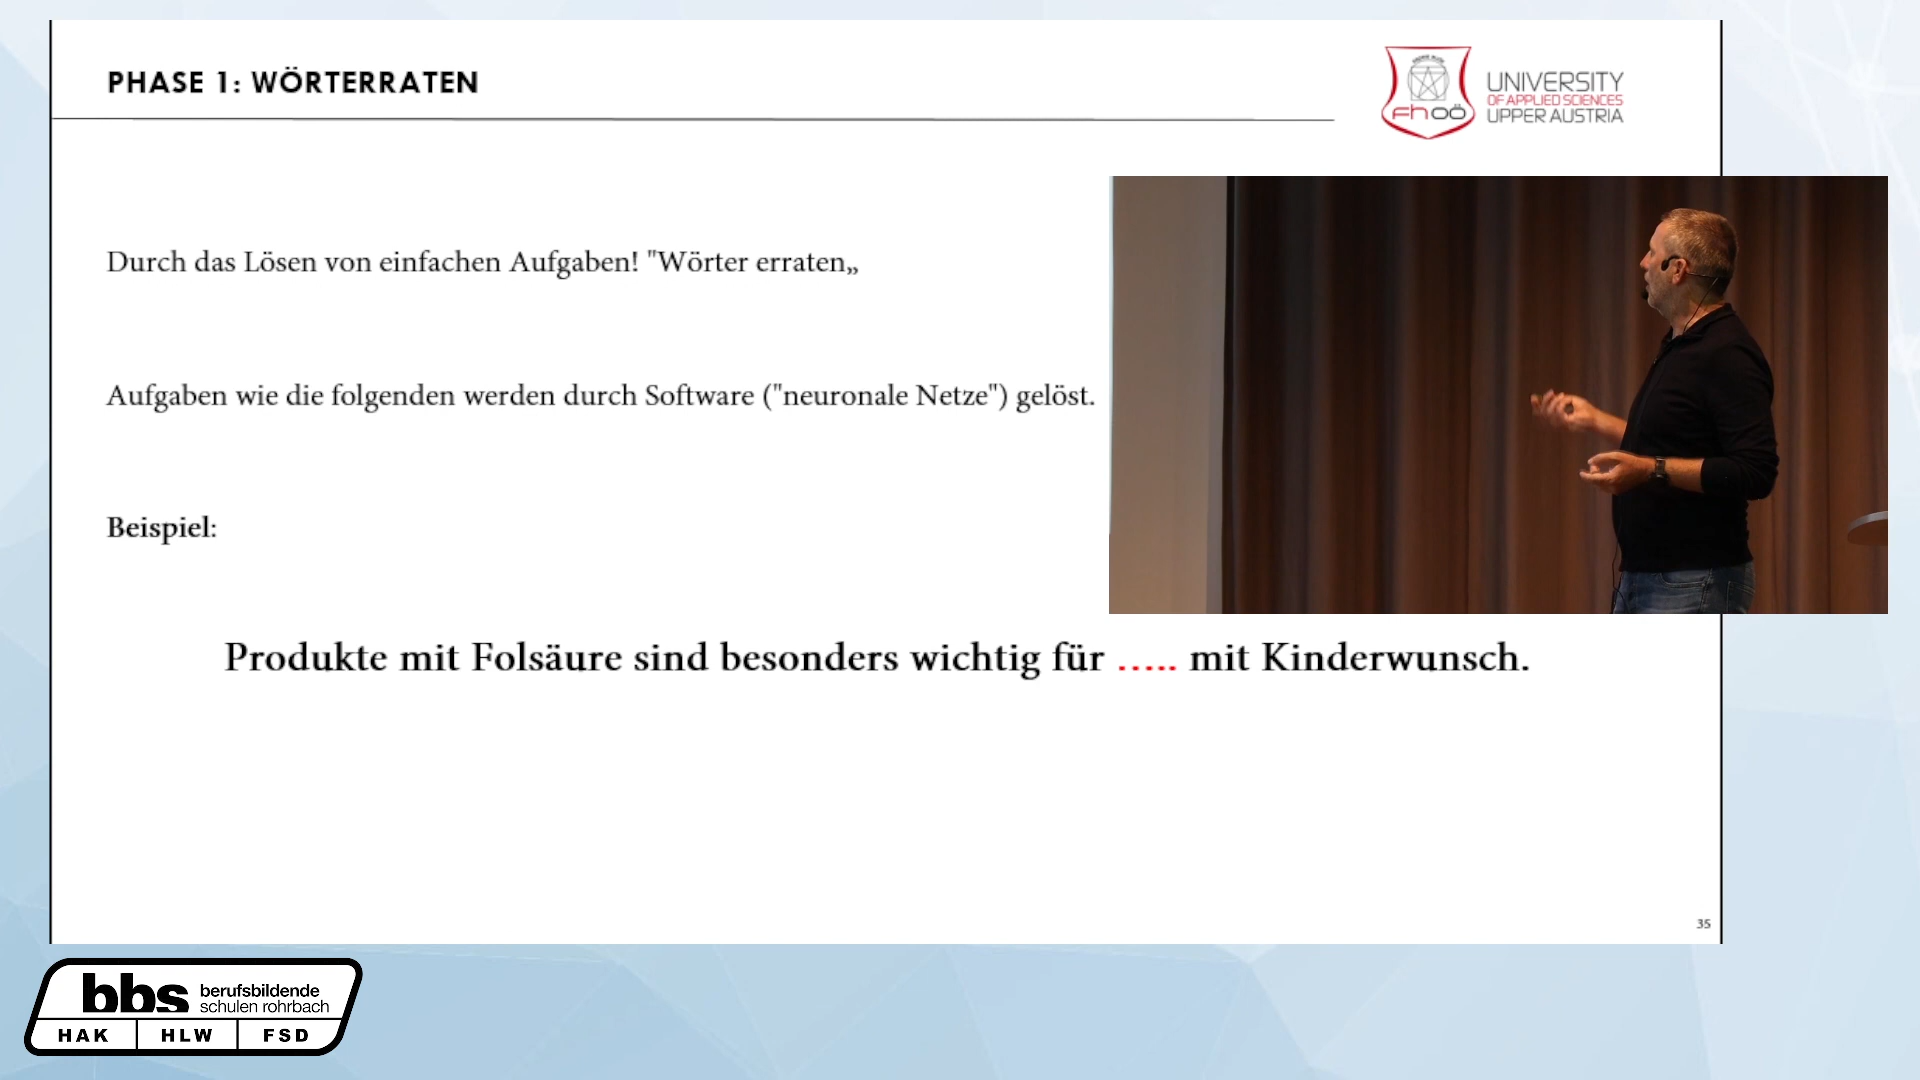 PHASE 1: WÖRTERRATEN
Fh OÖ
UNIVERSITY
OF APPLIED SCIENCES
UPPER AUSTRIA
Durch das Lösen von einfachen Aufgaben! "Wörter erraten„
Aufgaben wie die folgenden werden durch Software ("neuronale Netze") gelöst.
Beispiel:
Produkte mit Folsäure sind besonders wichtig für ..... mit Kinderwunsch.
35
bbs berufsbildende
schulen rohrbach
HAK HLW FSD